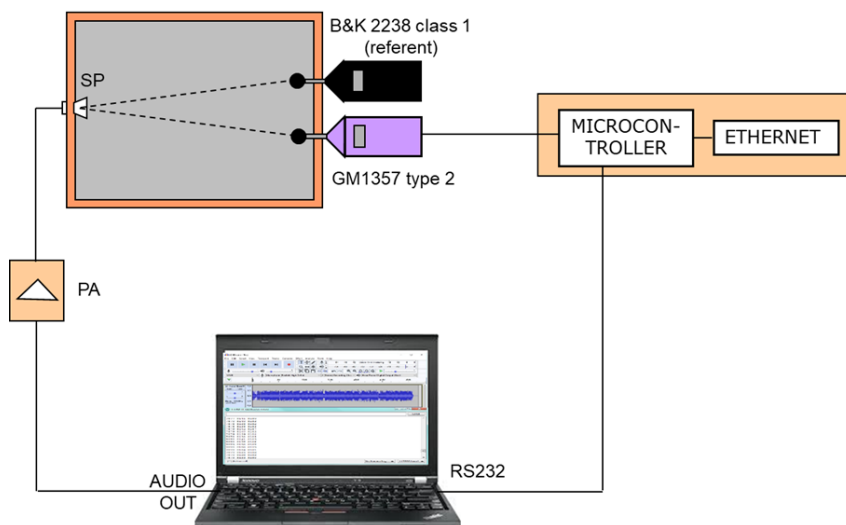 B&K 2238 class 1
(referent)
SP
MICROCON-
TROLLER
ETHERNET
GM1357 type 2
PA
RS232
AUDIO
OUT